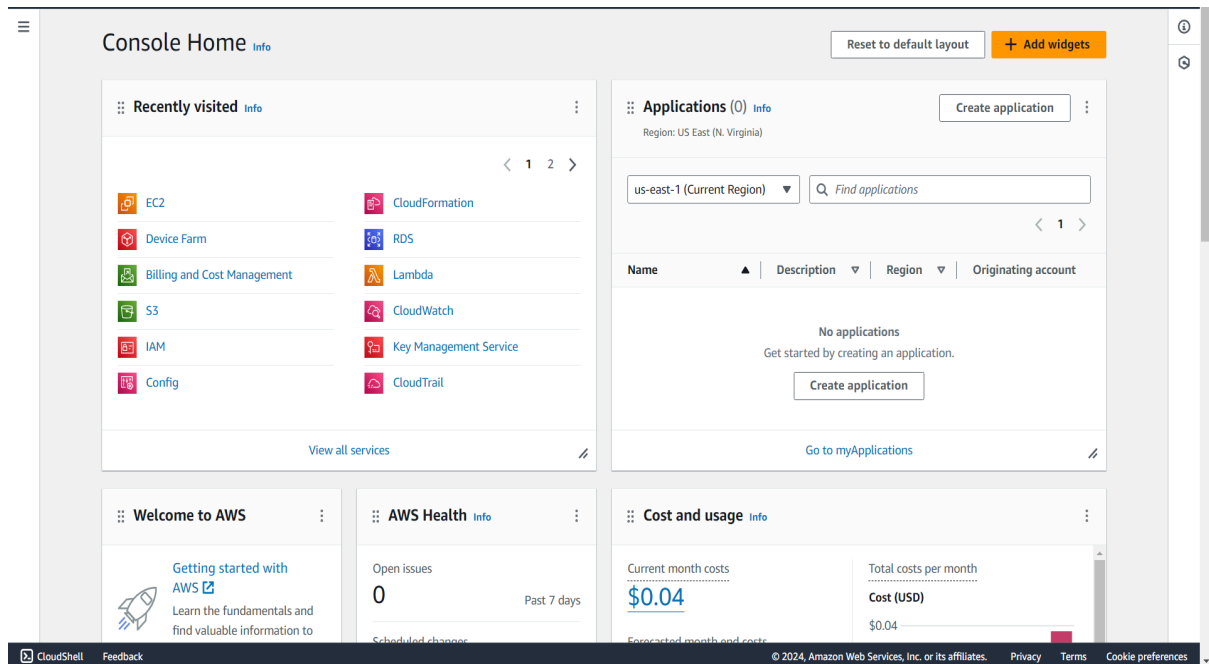 Console Home Info
Reset to default layout
+ Add widgets
Recently visited Info
1 2
EC2
CloudFormation
Device Farm
RDS
Billing and Cost Management
Lambda
S3
CloudWatch
IAM
Key Management Service
Config
CloudTrail
View all services
Applications (0) Info
Create application
Region: US East (N. Virginia)
us-east-1 (Current Region)
Find applications
1
Name Description Region Originating account
No applications
Get started by creating an application.
Create application
Go to myApplications
Welcome to AWS
Getting started with
AWS
Learn the fundamentals and
find valuable information to
AWS Health Info
Open issues
0 Past 7 days
Scheduled changes
Cost and usage Info
Current month costs
$0.04
Forecasted month end costs
Total costs per month
Cost (USD)
$0.04
CloudShell Feedback © 2024, Amazon Web Services, Inc. or its affiliates. Privacy Terms Cookie preferences